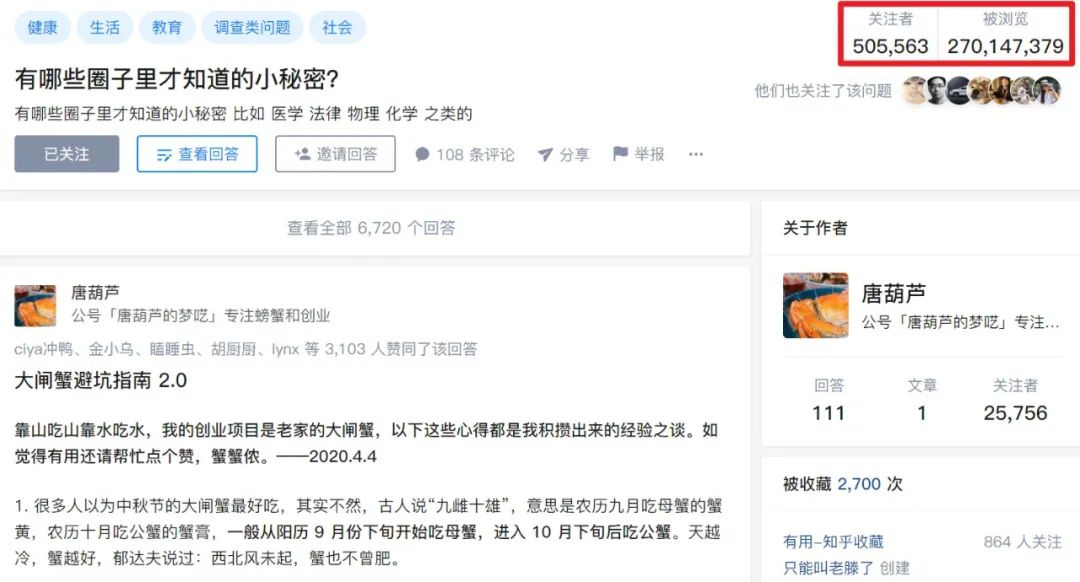 健康 生活 教育 调查类问题 社会
关注者 被浏览
505,563 270,147,379
有哪些圈子里才知道的小秘密?
他们也关注了该问题
有哪些圈子里才知道的小秘密 比如 医学 法律 物理 化学 之类的
已关注 查看回答 邀请回答 108 条评论 分享 举报 ···
查看全部 6,720 个回答
唐葫芦
公号「唐葫芦的梦呓」专注螃蟹和创业
ciya冲鸭、金小乌、瞌睡虫、胡厨厨、lynx 等 3,103 人赞同了该回答
大闸蟹避坑指南 2.0
靠山吃山靠水吃水，我的创业项目是老家的大闸蟹，以下这些心得都是我积攒出来的经验之谈。如
觉得有用还请帮忙点个赞，蟹蟹侬。——2020.4.4
1. 很多人以为中秋节的大闸蟹最好吃，其实不然，古人说“九雌十雄”，意思是农历九月吃母蟹的蟹
黄，农历十月吃公蟹的蟹膏，一般从阳历 9 月份下旬开始吃母蟹，进入 10 月下旬后吃公蟹。天越
冷，蟹越好，郁达夫说过：西北风未起，蟹也不曾肥。
关于作者
唐葫芦
公号「唐葫芦的梦呓」专注...
回答 文章 关注者
111 1 25,756
被收藏 2,700 次
有用-知乎收藏 864 人关注
只能叫老滕了 创建